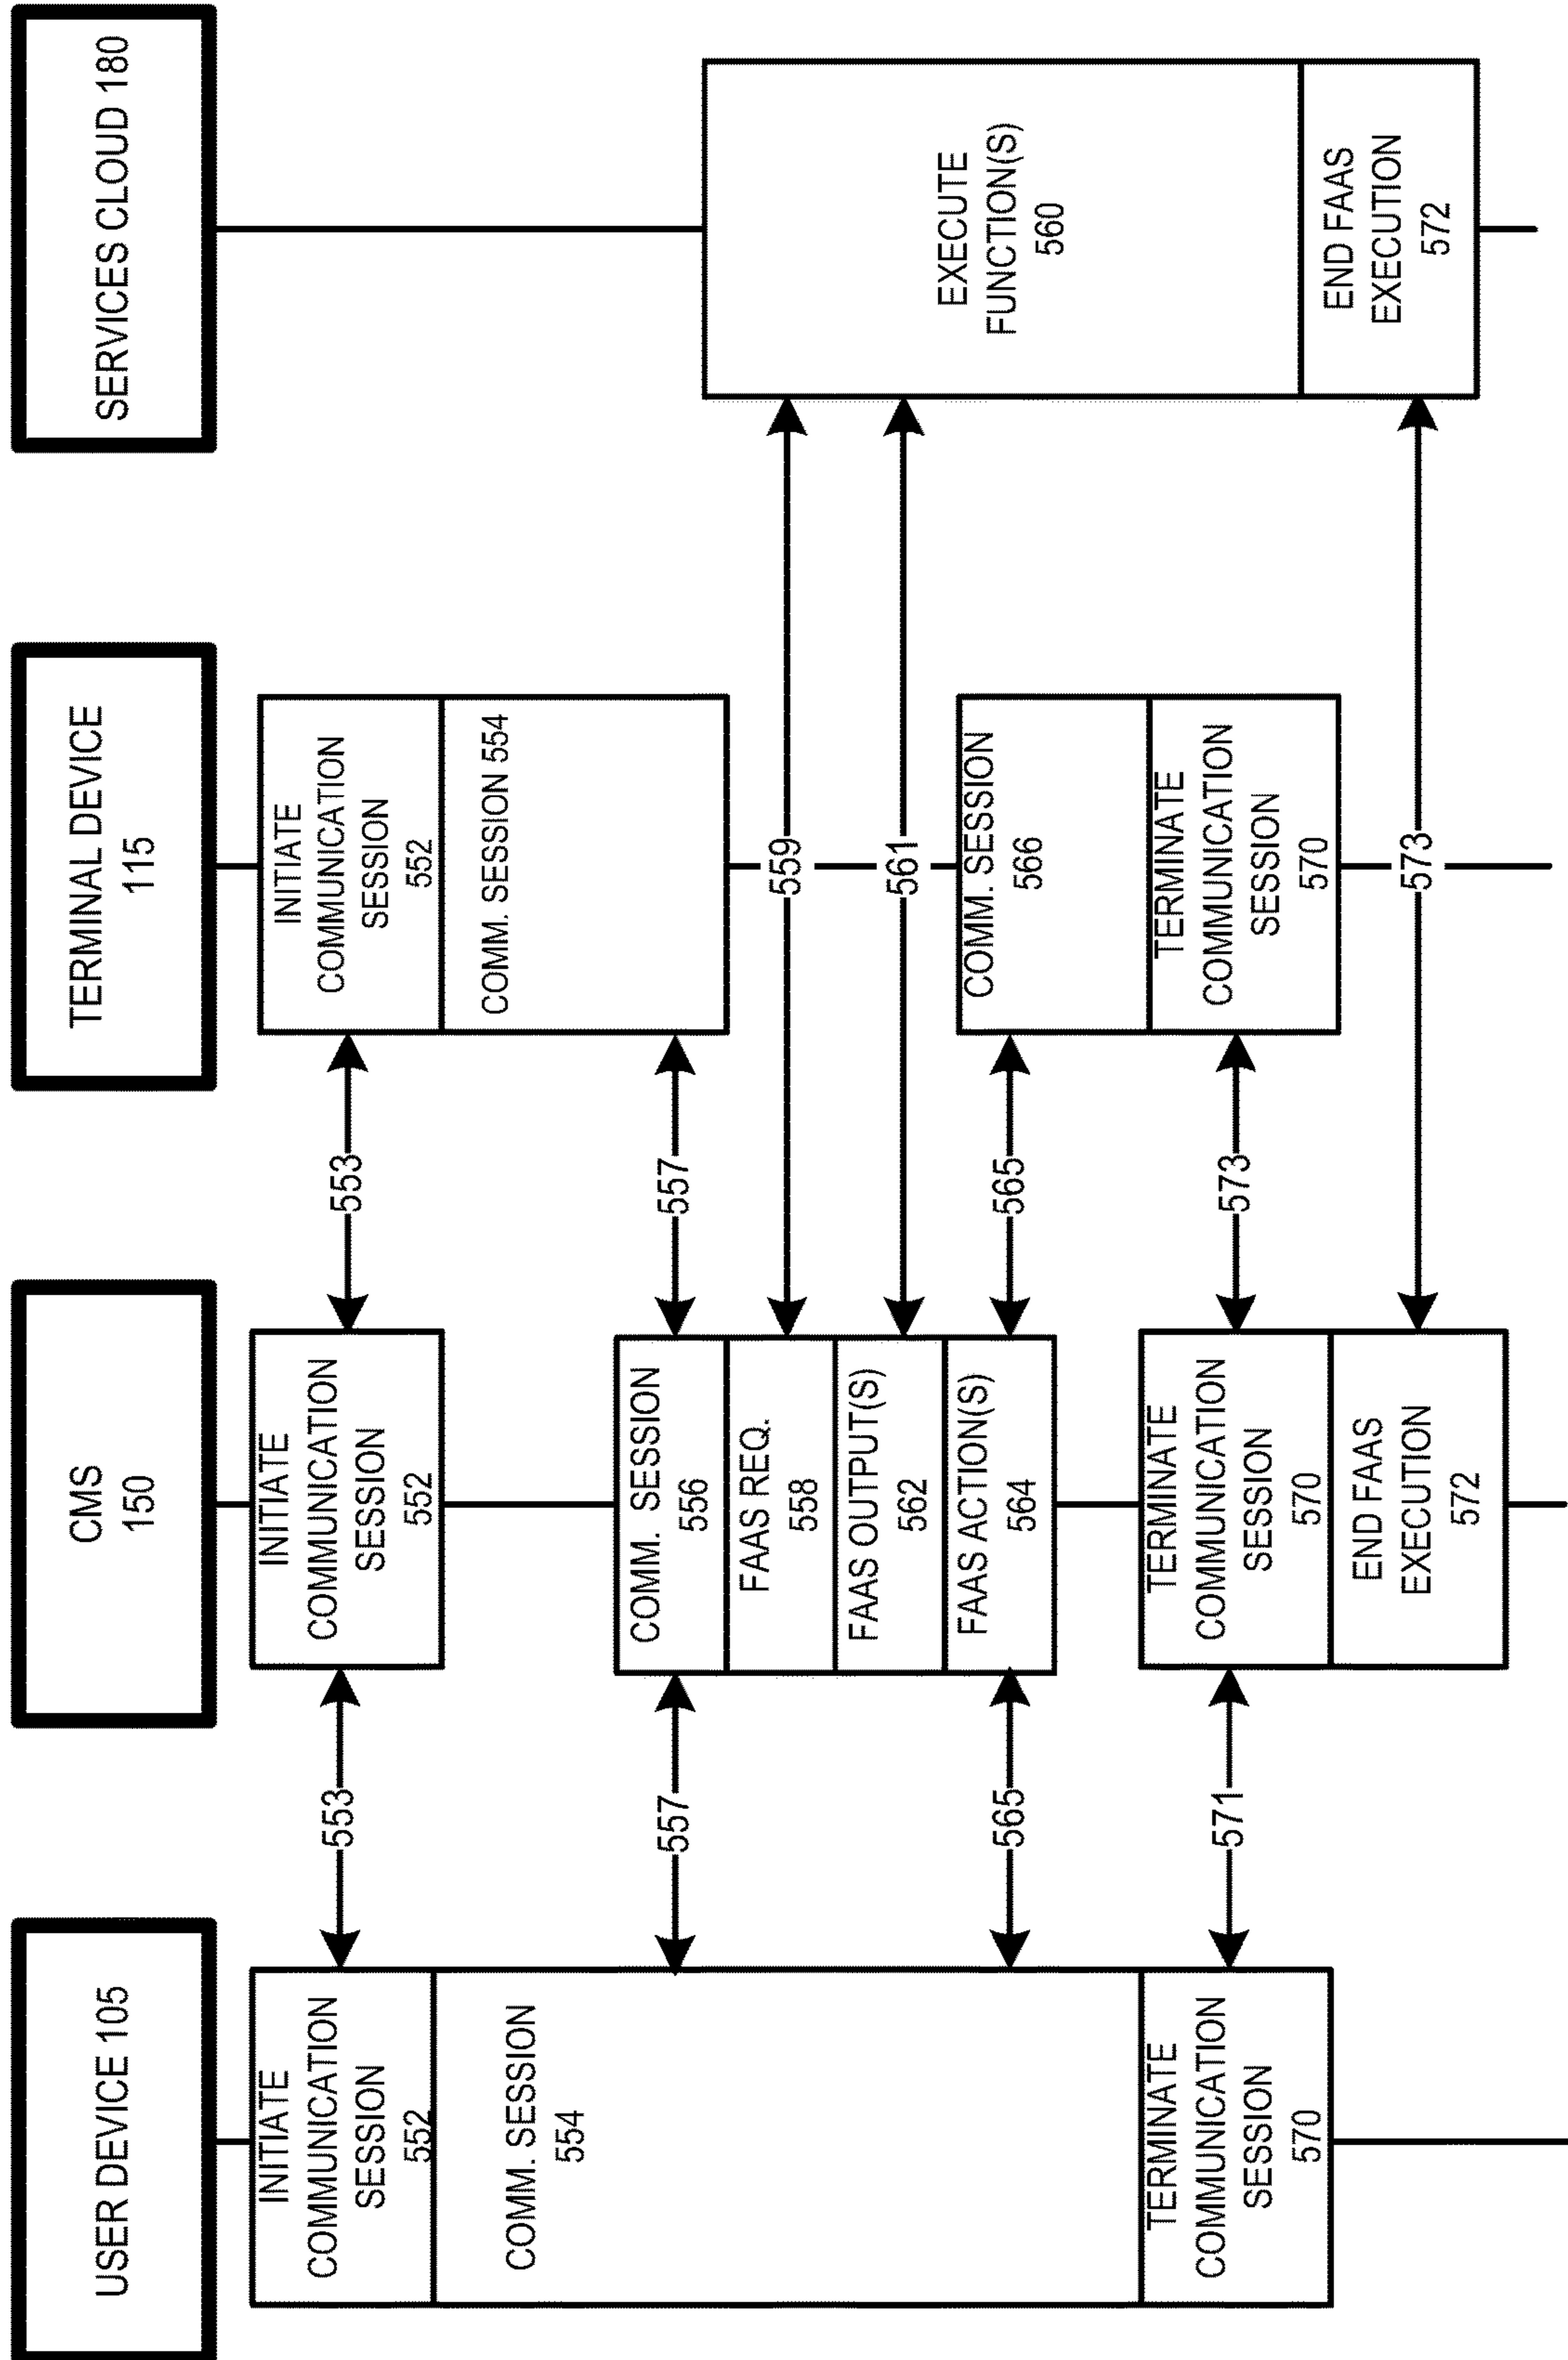 USER DEVICE 105
CMS
150
TERMINAL DEVICE
115
SERVICES CLOUD 180
INITIATE
COMMUNICATION
SESSION
552
553
INITIATE
COMMUNICATION
SESSION
552
553
INITIATE
COMMUNICATION
SESSION
552
COMM. SESSION
554
557
COMM. SESSION
556
557
COMM. SESSION 554
FAAS REQ.
558
559
EXECUTE
FUNCTION(S)
560
FAAS OUTPUT(S)
562
561
565
FAAS ACTION(S)
564
565
COMM. SESSION
566
TERMINATE
COMMUNICATION
SESSION
570
571
TERMINATE
COMMUNICATION
SESSION
570
573
TERMINATE
COMMUNICATION
SESSION
570
END FAAS
EXECUTION
572
573
END FAAS
EXECUTION
572